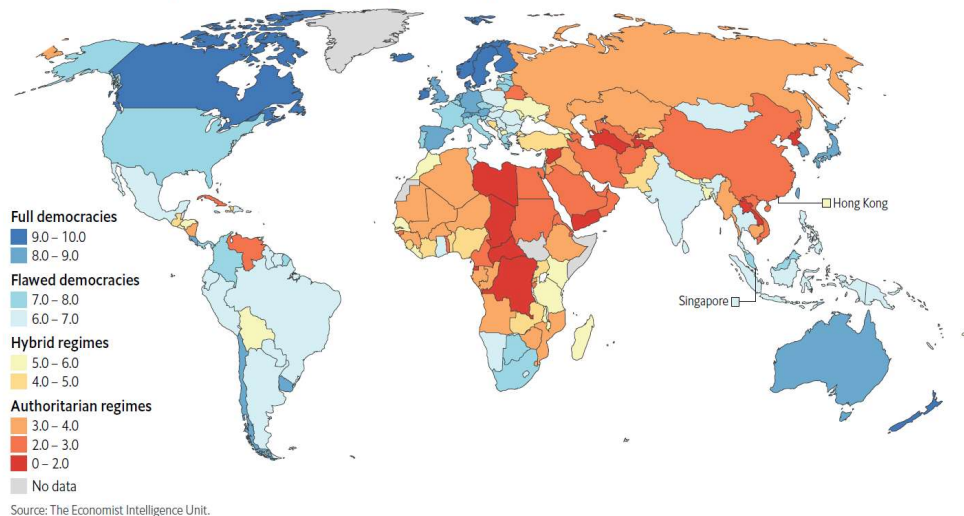 Full democracies
9.0 – 10.0
8.0 – 9.0
Flawed democracies
7.0 – 8.0
6.0 – 7.0
Hybrid regimes
5.0 – 6.0
4.0 – 5.0
Authoritarian regimes
3.0 – 4.0
2.0 – 3.0
0 – 2.0
No data
Hong Kong
Singapore
Source: The Economist Intelligence Unit.